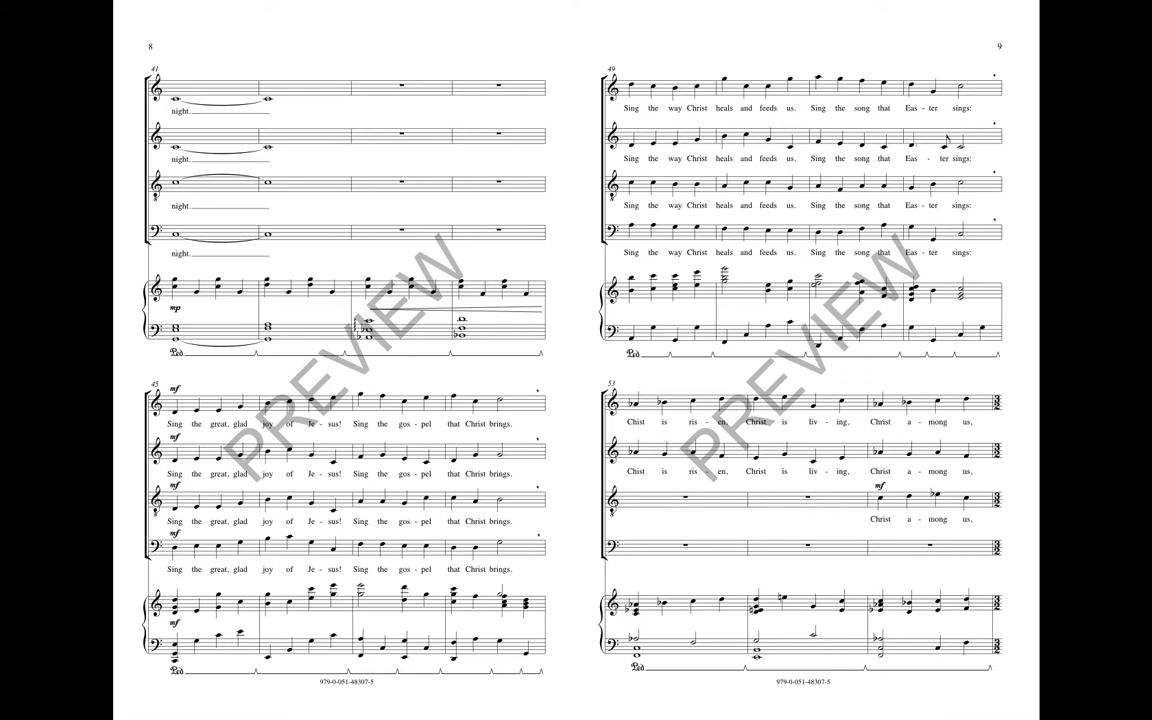 8
41
night.
night.
night.
night.
mp
Ped
45
mf
Sing the great, glad joy of Je - sus! Sing the gos - pel that Christ brings.
mf
Sing the great, glad joy of Je - sus! Sing the gos - pel that Christ brings.
mf
Sing the great, glad joy of Je - sus! Sing the gos - pel that Christ brings.
mf
Sing the great, glad joy of Je - sus! Sing the gos - pel that Christ brings.
mf
Ped
979-0-051-48307-5
PREVIEW
9
49
Sing the way Christ heals and feeds us. Sing the song that Eas - ter sings:
Sing the way Christ heals and feeds us. Sing the song that Eas - ter sings:
Sing the way Christ heals and feeds us. Sing the song that Eas - ter sings:
Sing the way Christ heals and feeds us. Sing the song that Eas - ter sings:
Ped
53
Chist is ris - en, Christ is liv - ing, Christ a - mong us,
Chist is ris - en, Christ is liv - ing, Christ a - mong us,
mf
Christ a - mong us,
Ped
979-0-051-48307-5
PREVIEW